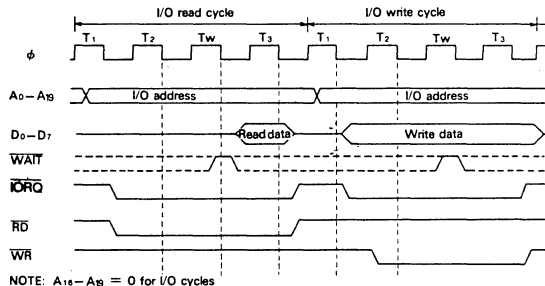 I/O read cycle I/O write cycle
T1 T2 TW T3 T1 T2 TW T3
ϕ
A0–A19 I/O address I/O address
D0–D7 Read data Write data
WAIT
IORQ
RD
WR
NOTE: A16–A19 = 0 for I/O cycles